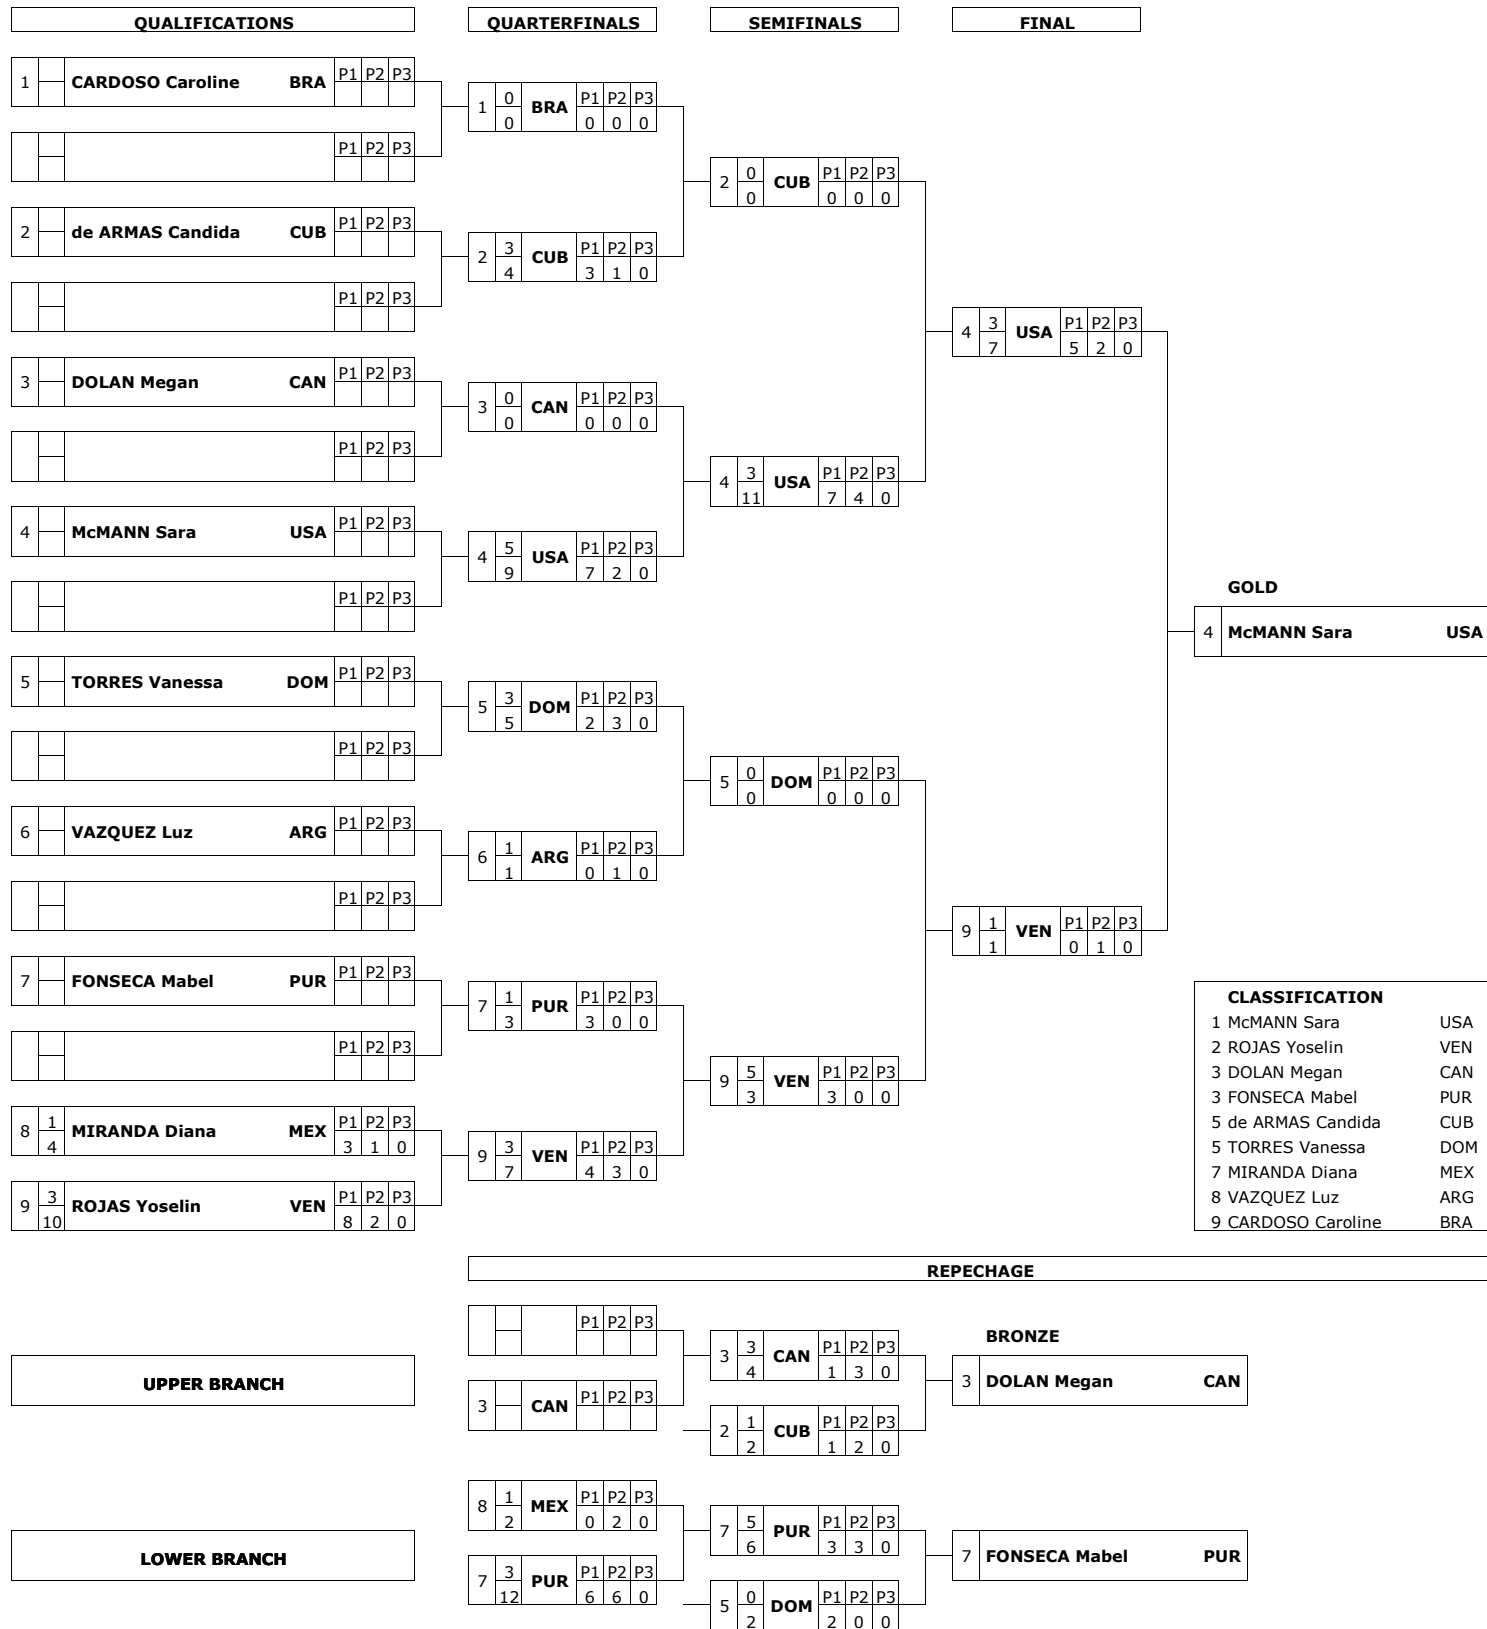 QUALIFICATIONS QUARTERFINALS SEMIFINALS FINAL
1 CARDOSO Caroline BRA P1 P2 P3
1 0 BRA P1 P2 P3
0 0 0 0
P1 P2 P3
2 0 CUB P1 P2 P3
0 0 0 0
2 de ARMAS Candida CUB P1 P2 P3
2 3 CUB P1 P2 P3
4 3 1 0
P1 P2 P3
4 3 USA P1 P2 P3
7 5 2 0
3 DOLAN Megan CAN P1 P2 P3
3 0 CAN P1 P2 P3
0 0 0 0
P1 P2 P3
4 3 USA P1 P2 P3
11 7 4 0
4 McMANN Sara USA P1 P2 P3
4 5 USA P1 P2 P3
9 7 2 0
P1 P2 P3
GOLD
4 McMANN Sara USA
5 TORRES Vanessa DOM P1 P2 P3
5 3 DOM P1 P2 P3
5 2 3 0
P1 P2 P3
5 0 DOM P1 P2 P3
0 0 0 0
6 VAZQUEZ Luz ARG P1 P2 P3
6 1 ARG P1 P2 P3
1 0 1 0
P1 P2 P3
9 1 VEN P1 P2 P3
1 0 1 0
7 FONSECA Mabel PUR P1 P2 P3
7 1 PUR P1 P2 P3
3 3 0 0
P1 P2 P3
9 5 VEN P1 P2 P3
3 3 0 0
8 1 MIRANDA Diana MEX P1 P2 P3
4 3 1 0
9 3 VEN P1 P2 P3
7 4 3 0
9 3 ROJAS Yoselin VEN P1 P2 P3
10 8 2 0
CLASSIFICATION
1 McMANN Sara USA
2 ROJAS Yoselin VEN
3 DOLAN Megan CAN
3 FONSECA Mabel PUR
5 de ARMAS Candida CUB
5 TORRES Vanessa DOM
7 MIRANDA Diana MEX
8 VAZQUEZ Luz ARG
9 CARDOSO Caroline BRA
REPECHAGE
UPPER BRANCH
P1 P2 P3
3 CAN P1 P2 P3
3 3 CAN P1 P2 P3
4 1 3 0
2 1 CUB P1 P2 P3
2 1 2 0
BRONZE
3 DOLAN Megan CAN
LOWER BRANCH
8 1 MEX P1 P2 P3
2 0 2 0
7 3 PUR P1 P2 P3
12 6 6 0
7 5 PUR P1 P2 P3
6 3 3 0
5 0 DOM P1 P2 P3
2 2 0 0
7 FONSECA Mabel PUR